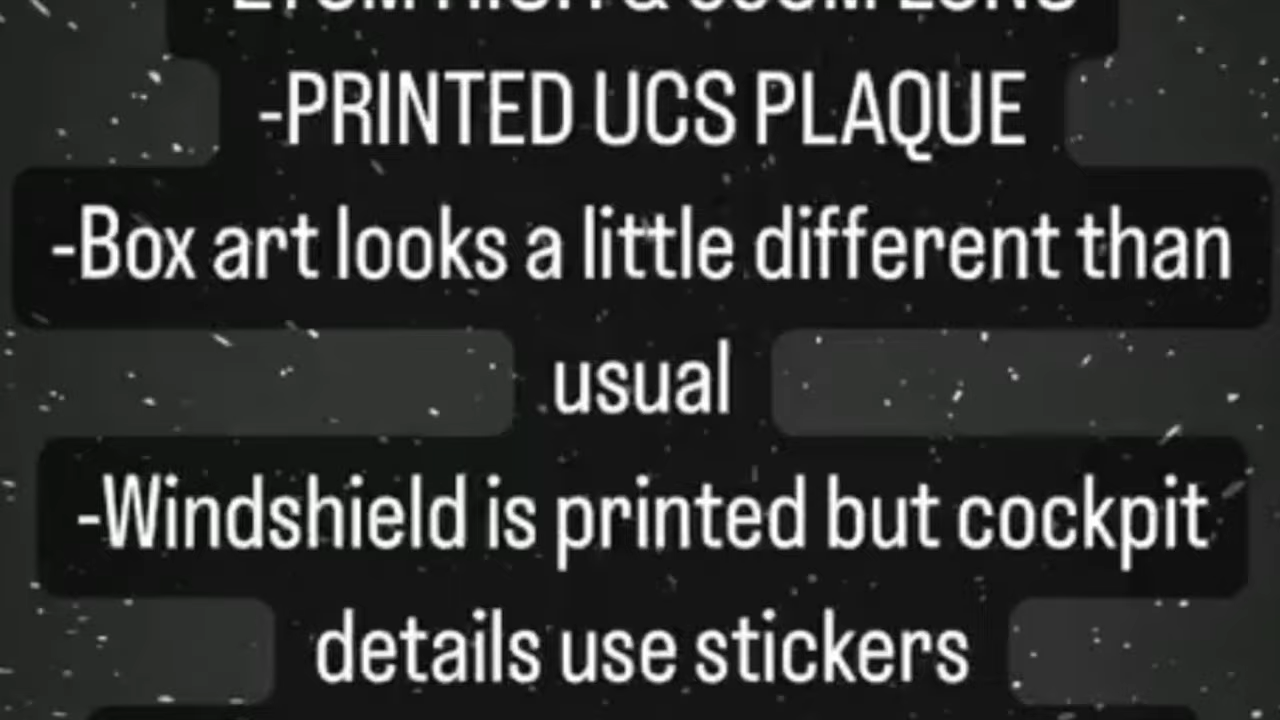 -PRINTED UCS PLAQUE
-Box art looks a little different than
usual
-Windshield is printed but cockpit
details use stickers